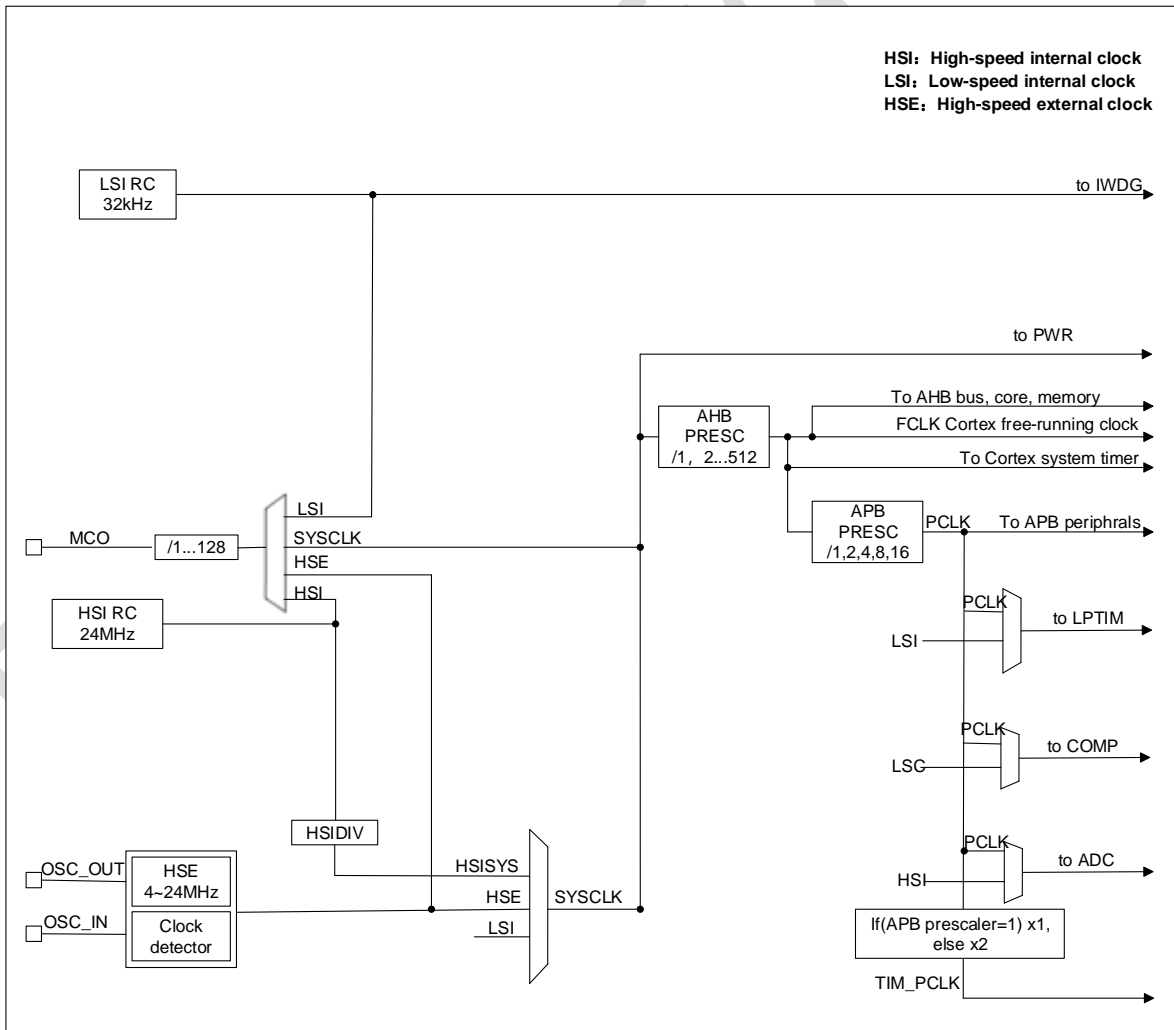 HSI：High-speed internal clock
LSI：Low-speed internal clock
HSE：High-speed external clock
LSI RC
32kHz
to IWDG
to PWR
AHB
PRESC
/1，2...512
To AHB bus, core, memory
FCLK Cortex free-running clock
To Cortex system timer
APB
PRESC
/1,2,4,8,16
PCLK
To APB periphrals
MCO
/1...128
LSI
SYSCLK
HSE
HSI
HSI RC
24MHz
PCLK
LSI
to LPTIM
PCLK
LSC
to COMP
HSIDIV
OSC_OUT
OSC_IN
HSE
4~24MHz
Clock
detector
HSISYS
HSE
LSI
SYSCLK
PCLK
HSI
to ADC
If(APB prescaler=1) x1,
else x2
TIM_PCLK